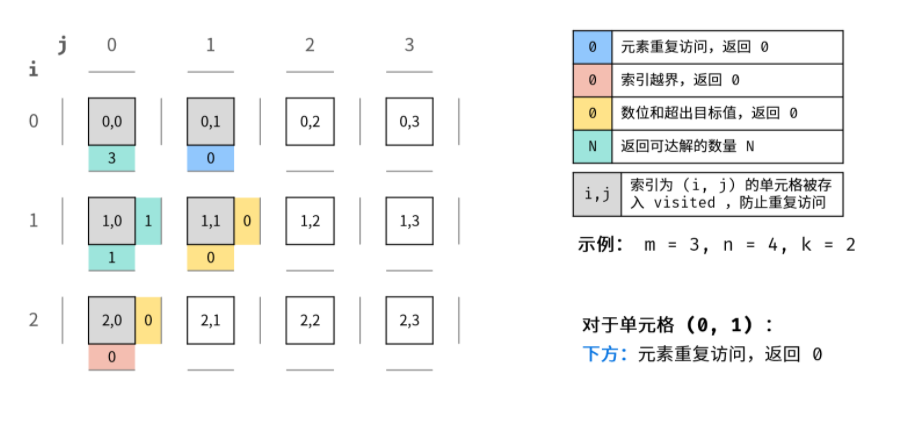 j 0 1 2 3
i
0 0,0 0,1 0,2 0,3
3 0
1 1,0 1 1,1 0 1,2 1,3
1 0
2 2,0 0 2,1 2,2 2,3
0
0 元素重复访问，返回 0
0 索引越界，返回 0
0 数位和超出目标值，返回 0
N 返回可达解的数量 N
i,j 索引为 (i, j) 的单元格被存
入 visited ，防止重复访问
示例： m = 3, n = 4, k = 2
对于单元格 (0, 1) ：
下方：元素重复访问，返回 0